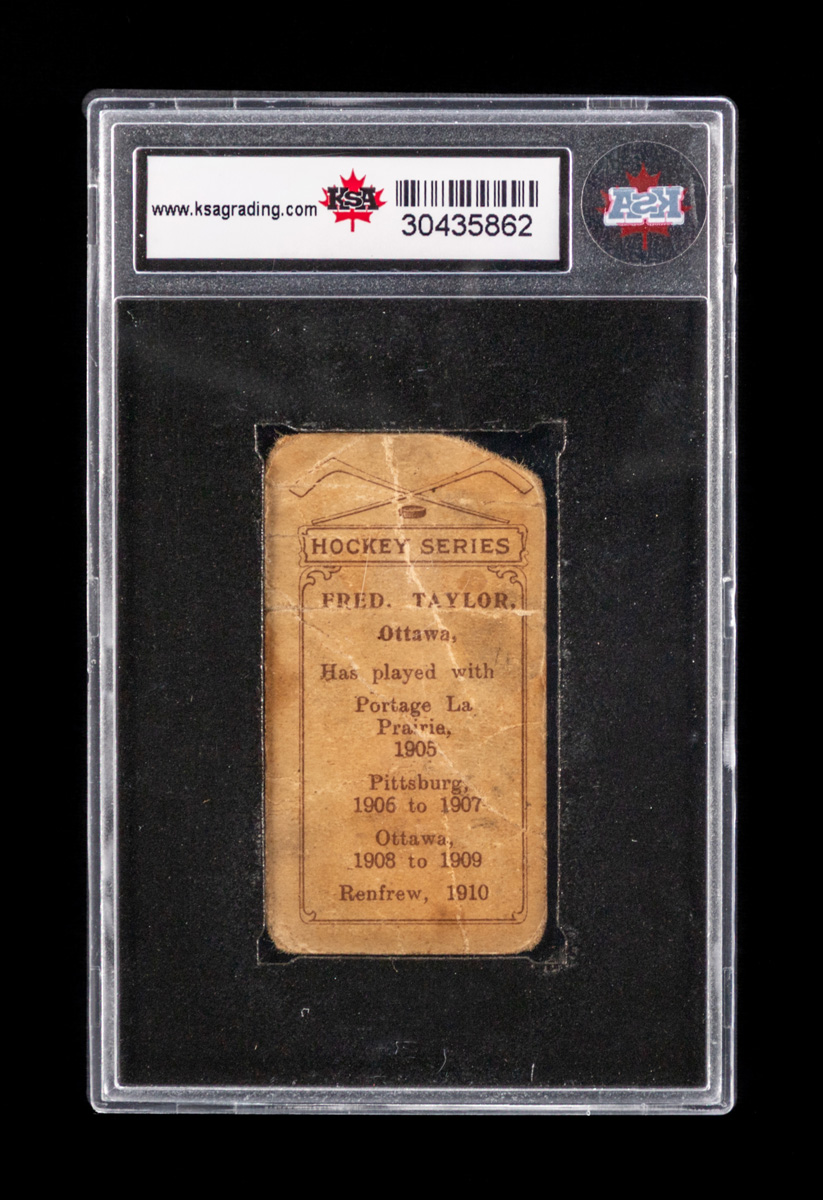 www.ksagrading.com KSA 30435862
KSA
HOCKEY SERIES
FRED. TAYLOR,
Ottawa,
Has played with
Portage La
Prairie,
1905
Pittsburg,
1906 to 1907
Ottawa,
1908 to 1909
Renfrew, 1910